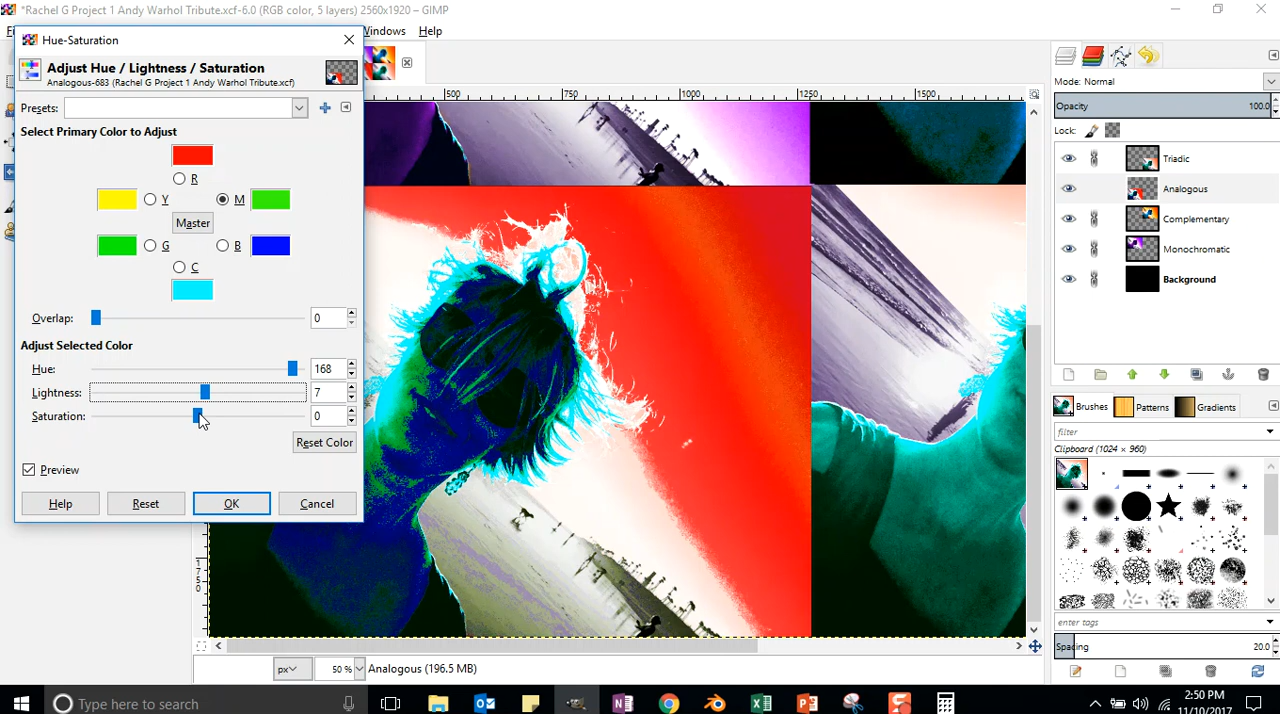 *Rachel G Project 1 Andy Warhol Tribute.xcf-6.0 (RGB color, 5 layers) 2560x1920 – GIMP
Windows Help
Hue-Saturation
Adjust Hue / Lightness / Saturation
Analogous-683 (Rachel G Project 1 Andy Warhol Tribute.xcf)
Presets:
Select Primary Color to Adjust
R
Y
M
Master
G
B
C
Overlap:
0
Adjust Selected Color
Hue:
168
Lightness:
7
Saturation:
0
Reset Color
Preview
Help
Reset
OK
Cancel
500
750
1000
1250
1500
1750
px
50 %
Analogous (196.5 MB)
Mode: Normal
Opacity
100.0
Lock:
Triadic
Analogous
Complementary
Monochromatic
Background
Brushes
Patterns
Gradients
filter
Clipboard (1024 × 960)
enter tags
Spacing
20.0
Type here to search
2:50 PM
11/10/2017